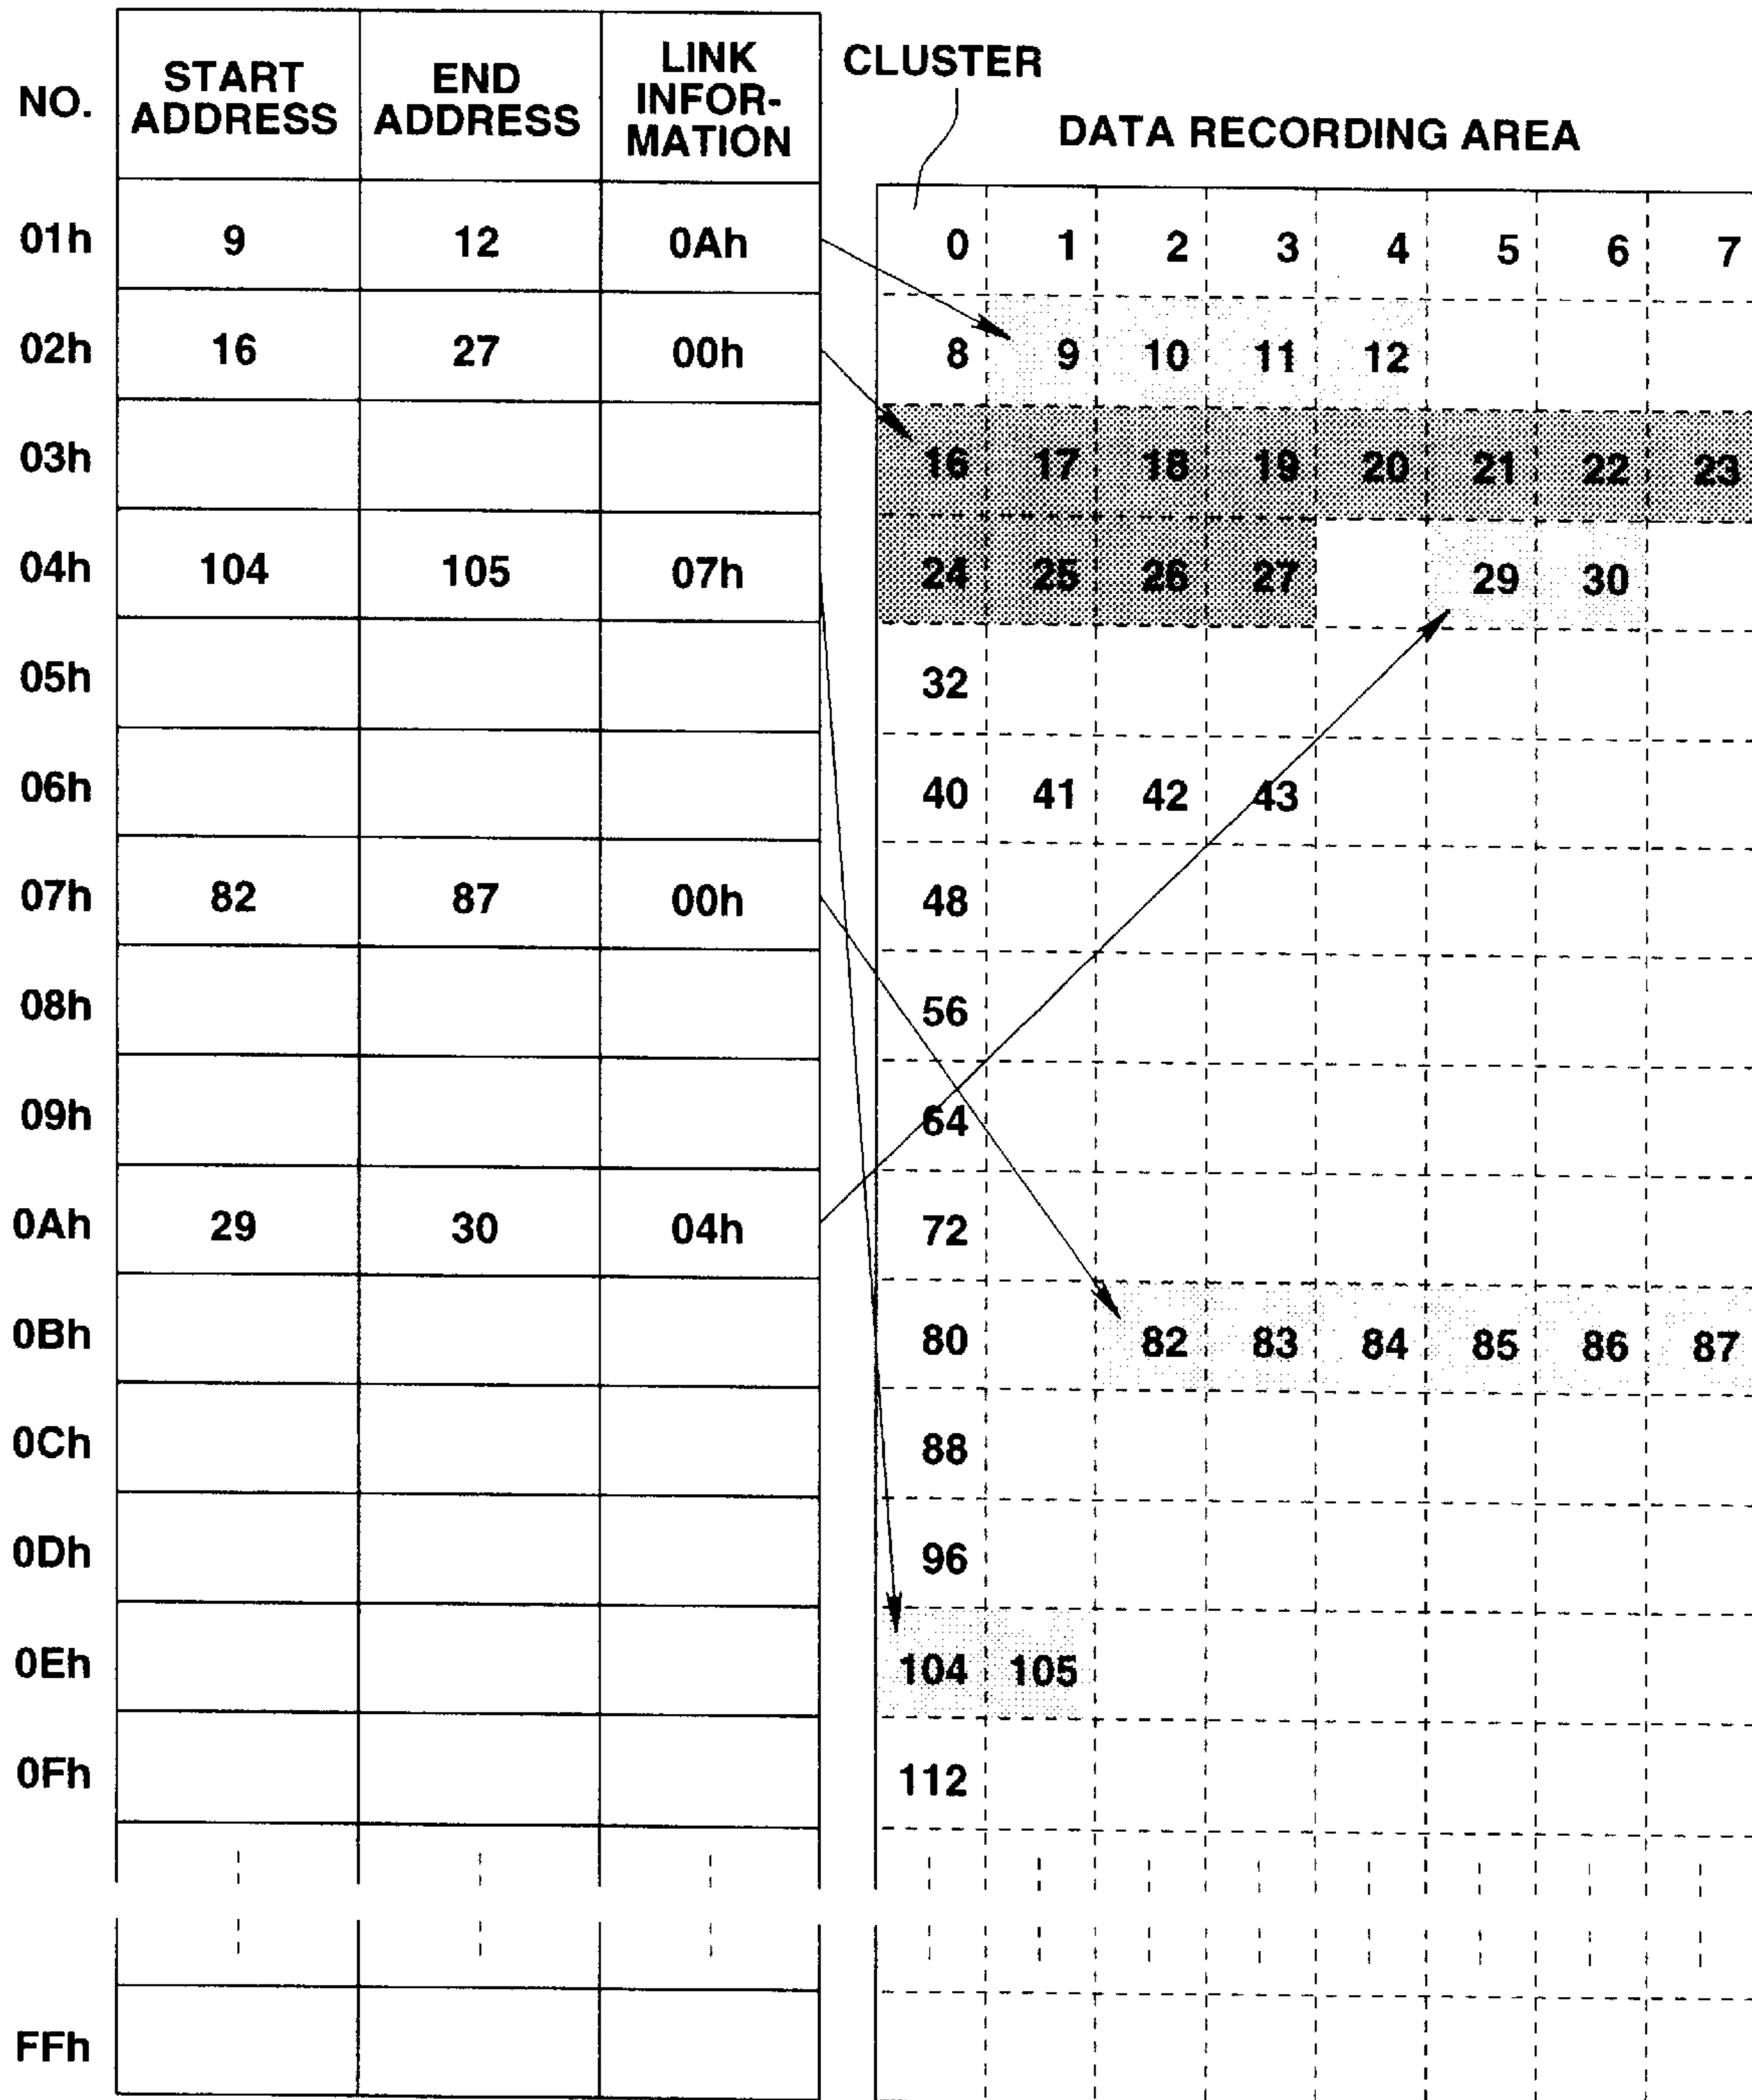 NO.
START
ADDRESS
END
ADDRESS
LINK
INFOR-
MATION
CLUSTER
DATA RECORDING AREA
01h 9 12 0Ah
02h 16 27 00h
03h
04h 104 105 07h
05h
06h
07h 82 87 00h
08h
09h
0Ah 29 30 04h
0Bh
0Ch
0Dh
0Eh
0Fh
FFh
0 1 2 3 4 5 6 7
8 9 10 11 12
16 17 18 19 20 21 22 23
24 25 26 27 29 30
32
40 41 42 43
48
56
64
72
80 82 83 84 85 86 87
88
96
104 105
112